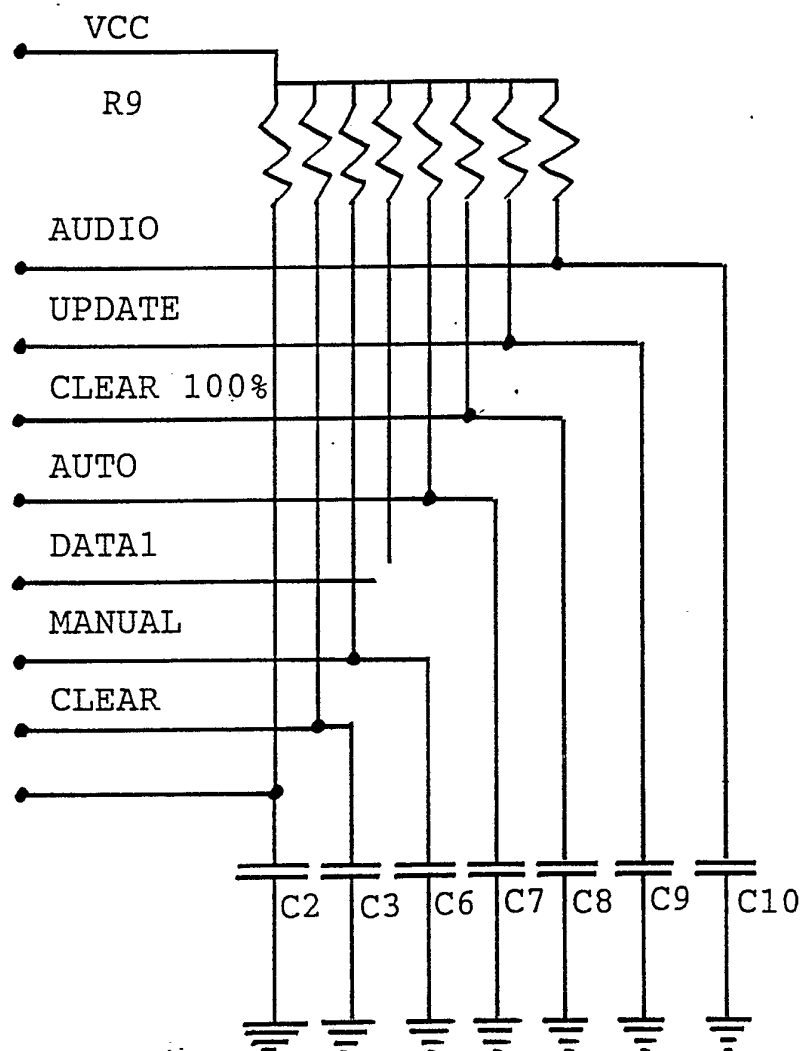 VCC
R9
AUDIO
UPDATE
CLEAR 100%
AUTO
DATA1
MANUAL
CLEAR
C2 C3 C6 C7 C8 C9 C10